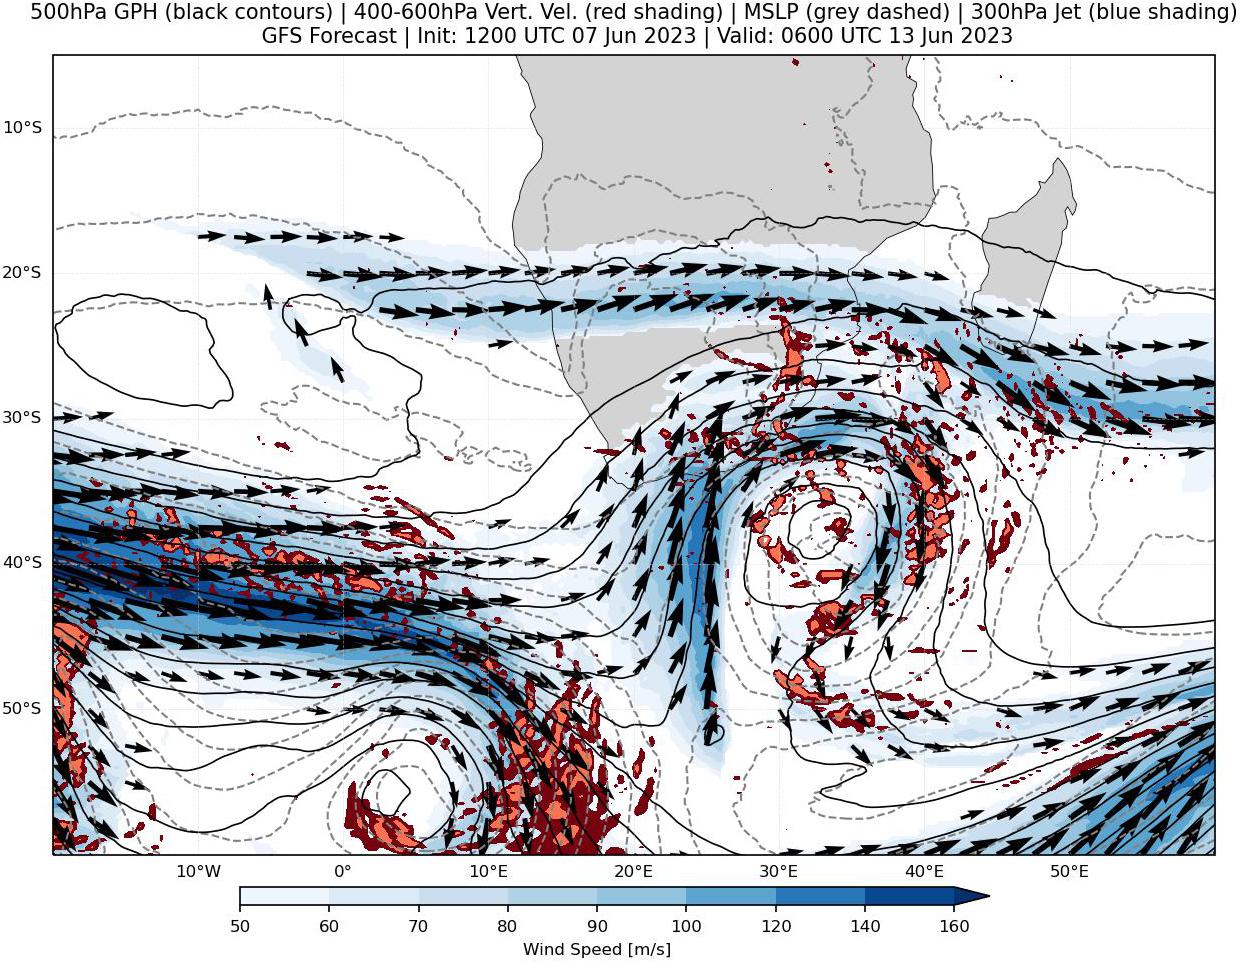 500hPa GPH (black contours) | 400-600hPa Vert. Vel. (red shading) | MSLP (grey dashed) | 300hPa Jet (blue shading)
GFS Forecast | Init: 1200 UTC 07 Jun 2023 | Valid: 0600 UTC 13 Jun 2023
10°S
20°S
30°S
40°S
50°S
10°W 0° 10°E 20°E 30°E 40°E 50°E
50 60 70 80 90 100 120 140 160
Wind Speed [m/s]